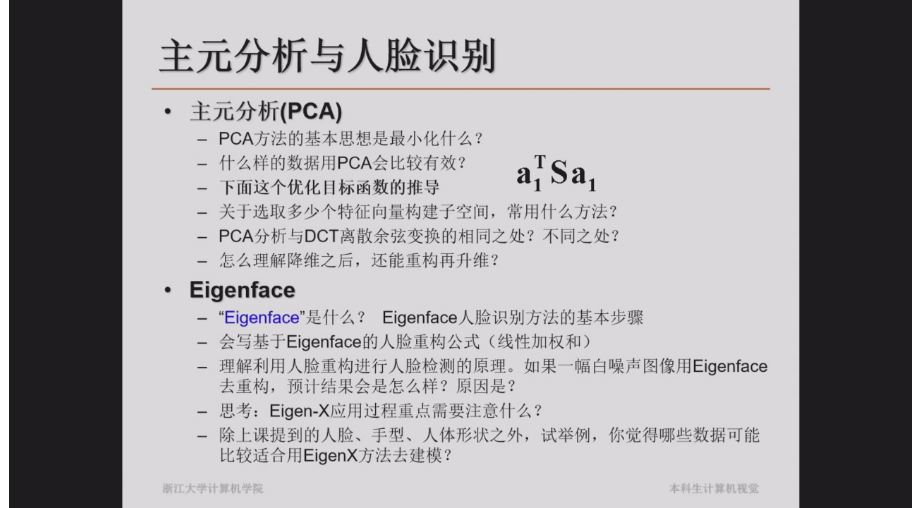 主元分析与人脸识别
• 主元分析(PCA)
– PCA方法的基本思想是最小化什么？
– 什么样的数据用PCA会比较有效？
– 下面这个优化目标函数的推导
a₁ᵀSa₁
– 关于选取多少个特征向量构建子空间，常用什么方法？
– PCA分析与DCT离散余弦变换的相同之处？不同之处？
– 怎么理解降维之后，还能重构再升维？
• Eigenface
– “Eigenface”是什么？ Eigenface人脸识别方法的基本步骤
– 会写基于Eigenface的人脸重构公式（线性加权和）
– 理解利用人脸重构进行人脸检测的原理。如果一幅白噪声图像用Eigenface
去重构，预计结果会是怎么样？原因是？
– 思考：Eigen-X应用过程重点需要注意什么？
– 除上课提到的人脸、手型、人体形状之外，试举例，你觉得哪些数据可能
比较适合用EigenX方法去建模？
浙江大学计算机学院
本科生计算机视觉